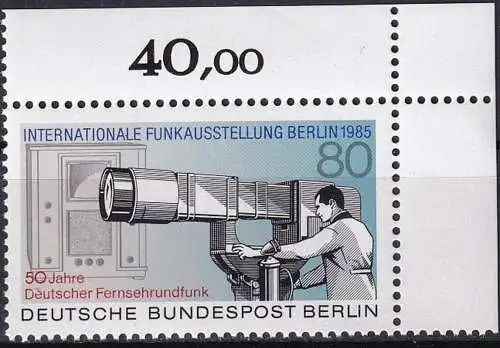 40,00
INTERNATIONALE FUNKAUSSTELLUNG BERLIN 1985
80
50 Jahre
Deutscher Fernsehrundfunk
DEUTSCHE BUNDESPOST BERLIN